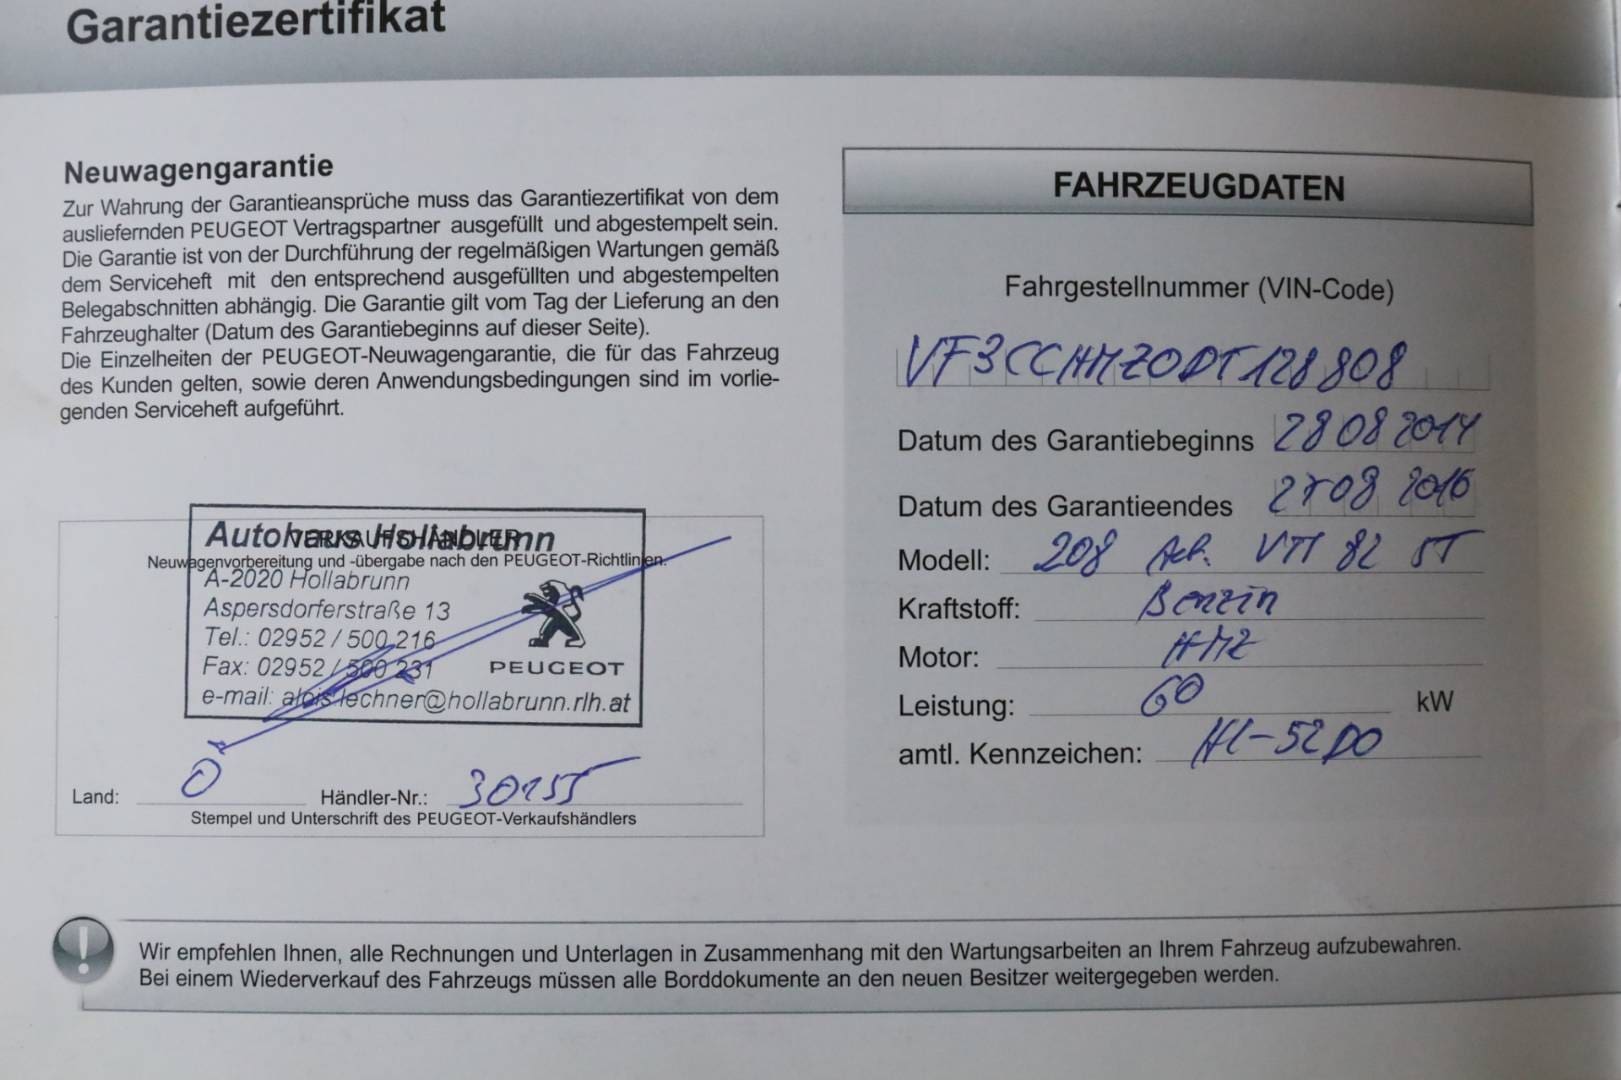 Garantiezertifikat
Neuwagengarantie
Zur Wahrung der Garantieansprüche muss das Garantiezertifikat von dem
ausliefernden PEUGEOT Vertragspartner ausgefüllt und abgestempelt sein.
Die Garantie ist von der Durchführung der regelmäßigen Wartungen gemäß
dem Serviceheft mit den entsprechend ausgefüllten und abgestempelten
Belegabschnitten abhängig. Die Garantie gilt vom Tag der Lieferung an den
Fahrzeughalter (Datum des Garantiebeginns auf dieser Seite).
Die Einzelheiten der PEUGEOT-Neuwagengarantie, die für das Fahrzeug
des Kunden gelten, sowie deren Anwendungsbedingungen sind im vorlie-
genden Serviceheft aufgeführt.
VERKAUFSHÄNDLER
Autohaus Hollabrunn
Neuwagenvorbereitung und -übergabe nach den PEUGEOT-Richtlinien.
A-2020 Hollabrunn
Aspersdorferstraße 13
Tel.: 02952 / 500 216
Fax: 02952 / 500 231
PEUGEOT
e-mail: alois.lechner@hollabrunn.rlh.at
Land: Händler-Nr.: 30155
Stempel und Unterschrift des PEUGEOT-Verkaufshändlers
FAHRZEUGDATEN
Fahrgestellnummer (VIN-Code)
VF3CCHMZ0DT128808
Datum des Garantiebeginns 28 08 2014
Datum des Garantieendes 27 08 2016
Modell: 208 VTI 82 5T
Kraftstoff: Benzin
Motor: HMZ
Leistung: 60 kW
amtl. Kennzeichen: HL-52DO
Wir empfehlen Ihnen, alle Rechnungen und Unterlagen in Zusammenhang mit den Wartungsarbeiten an Ihrem Fahrzeug aufzubewahren.
Bei einem Wiederverkauf des Fahrzeugs müssen alle Borddokumente an den neuen Besitzer weitergegeben werden.